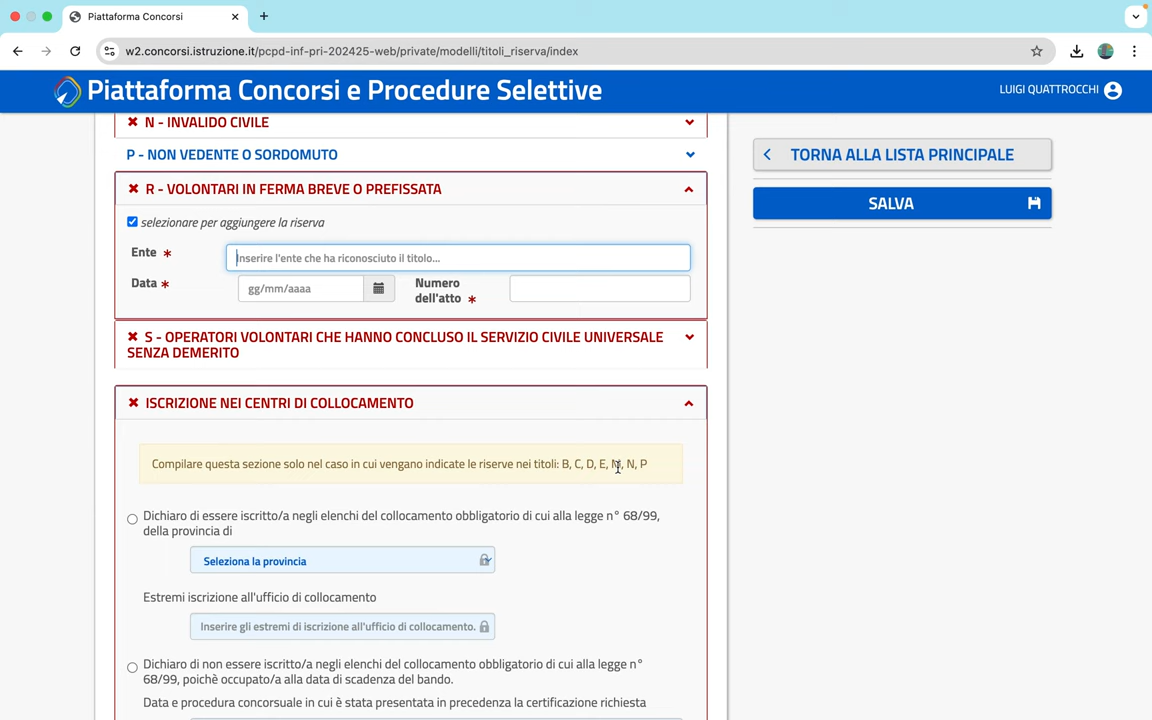 Piattaforma Concorsi
w2.concorsi.istruzione.it/pcpd-inf-pri-202425-web/private/modelli/titoli_riserva/index
Piattaforma Concorsi e Procedure Selettive
LUIGI QUATTROCHI
N - INVALIDO CIVILE
P - NON VEDENTE O SORDOMUTO
R - VOLONTARI IN FERMA BREVE O PREFISSATA
selezionare per aggiungere la riserva
Ente *
Inserire l'ente che ha riconosciuto il titolo...
Data *
gg/mm/aaaa
Numero
dell'atto *
S - OPERATORI VOLONTARI CHE HANNO CONCLUSO IL SERVIZIO CIVILE UNIVERSALE
SENZA DEMERITO
ISCRIZIONE NEI CENTRI DI COLLOCAMENTO
Compilare questa sezione solo nel caso in cui vengano indicate le riserve nei titoli: B, C, D, E, M, N, P
Dichiaro di essere iscritto/a negli elenchi del collocamento obbligatorio di cui alla legge n° 68/99,
della provincia di
Seleziona la provincia
Estremi iscrizione all'ufficio di collocamento
Inserire gli estremi di iscrizione all'ufficio di collocamento.
Dichiaro di non essere iscritto/a negli elenchi del collocamento obbligatorio di cui alla legge n°
68/99, poichè occupato/a alla data di scadenza del bando.
Data e procedura concorsuale in cui è stata presentata in precedenza la certificazione richiesta
TORNA ALLA LISTA PRINCIPALE
SALVA